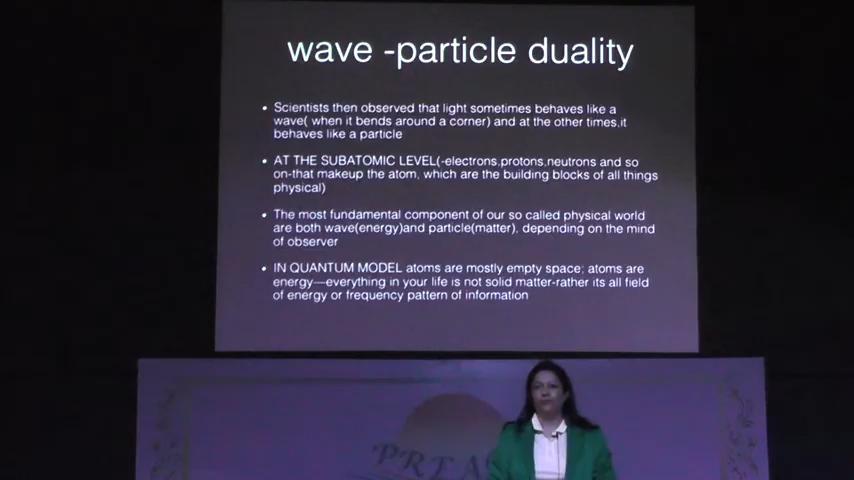 wave -particle duality
• Scientists then observed that light sometimes behaves like a
wave( when it bends around a corner) and at the other times,it
behaves like a particle
• AT THE SUBATOMIC LEVEL(-electrons,protons,neutrons and so
on-that makeup the atom, which are the building blocks of all things
physical)
• The most fundamental component of our so called physical world
are both wave(energy)and particle(matter), depending on the mind
of observer
• IN QUANTUM MODEL atoms are mostly empty space; atoms are
energy—everything in your life is not solid matter-rather its all field
of energy or frequency pattern of information